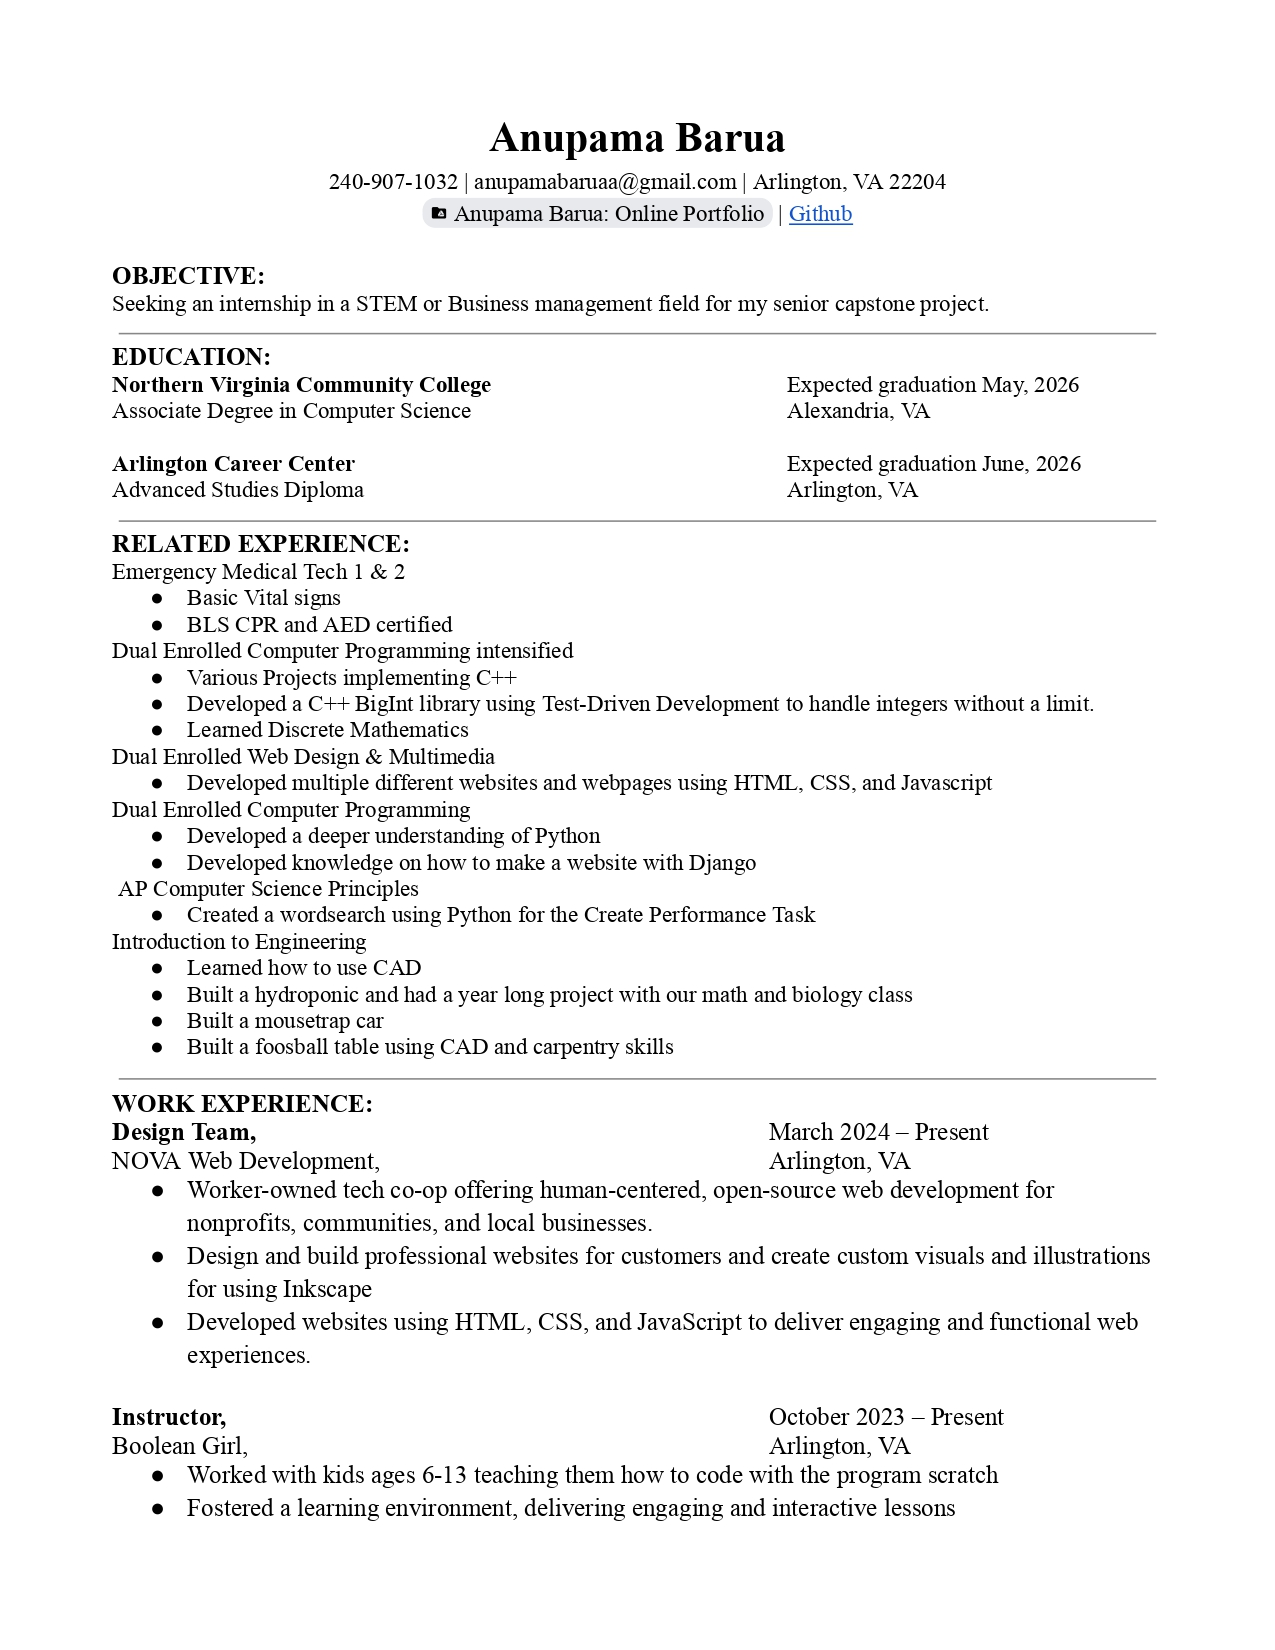 Anupama Barua
240-907-1032 | anupamabaruaa@gmail.com | Arlington, VA 22204
Anupama Barua: Online Portfolio | Github
OBJECTIVE:
Seeking an internship in a STEM or Business management field for my senior capstone project.
EDUCATION:
Northern Virginia Community College Expected graduation May, 2026
Associate Degree in Computer Science Alexandria, VA
Arlington Career Center Expected graduation June, 2026
Advanced Studies Diploma Arlington, VA
RELATED EXPERIENCE:
Emergency Medical Tech 1 & 2
● Basic Vital signs
● BLS CPR and AED certified
Dual Enrolled Computer Programming intensified
● Various Projects implementing C++
● Developed a C++ BigInt library using Test-Driven Development to handle integers without a limit.
● Learned Discrete Mathematics
Dual Enrolled Web Design & Multimedia
● Developed multiple different websites and webpages using HTML, CSS, and Javascript
Dual Enrolled Computer Programming
● Developed a deeper understanding of Python
● Developed knowledge on how to make a website with Django
AP Computer Science Principles
● Created a wordsearch using Python for the Create Performance Task
Introduction to Engineering
● Learned how to use CAD
● Built a hydroponic and had a year long project with our math and biology class
● Built a mousetrap car
● Built a foosball table using CAD and carpentry skills
WORK EXPERIENCE:
Design Team, March 2024 – Present
NOVA Web Development, Arlington, VA
● Worker-owned tech co-op offering human-centered, open-source web development for
nonprofits, communities, and local businesses.
● Design and build professional websites for customers and create custom visuals and illustrations
for using Inkscape
● Developed websites using HTML, CSS, and JavaScript to deliver engaging and functional web
experiences.
Instructor, October 2023 – Present
Boolean Girl, Arlington, VA
● Worked with kids ages 6-13 teaching them how to code with the program scratch
● Fostered a learning environment, delivering engaging and interactive lessons